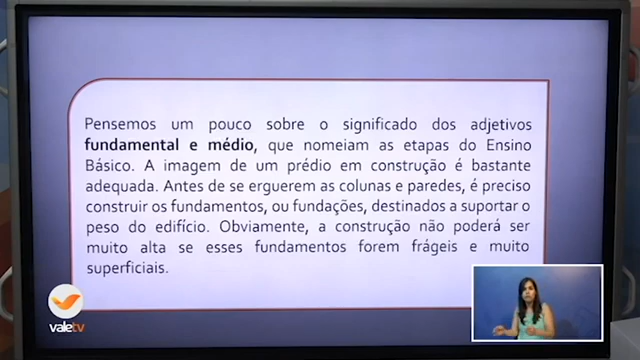 Pensemos um pouco sobre o significado dos adjetivos
fundamental e médio, que nomeiam as etapas do Ensino
Básico. A imagem de um prédio em construção é bastante
adequada. Antes de se erguerem as colunas e paredes, é preciso
construir os fundamentos, ou fundações, destinados a suportar o
peso do edifício. Obviamente, a construção não poderá ser
muito alta se esses fundamentos forem frágeis e muito
superficiais.
valetv